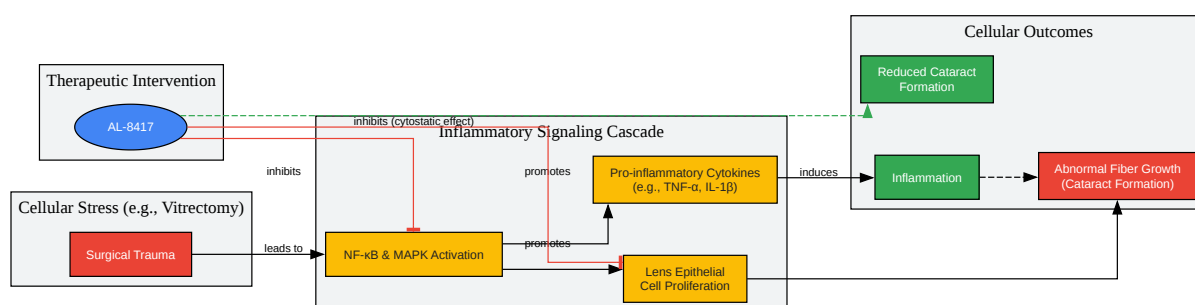 Cellular Outcomes
Reduced Cataract
Formation
Therapeutic Intervention
AL-8417
inhibits (cytostatic effect)
Inflammatory Signaling Cascade
inhibits
promotes
Pro-inflammatory Cytokines
(e.g., TNF-α, IL-1β)
induces
Inflammation
Abnormal Fiber Growth
(Cataract Formation)
Cellular Stress (e.g., Vitrectomy)
Surgical Trauma
leads to
NF-κB & MAPK Activation
promotes
Lens Epithelial
Cell Proliferation